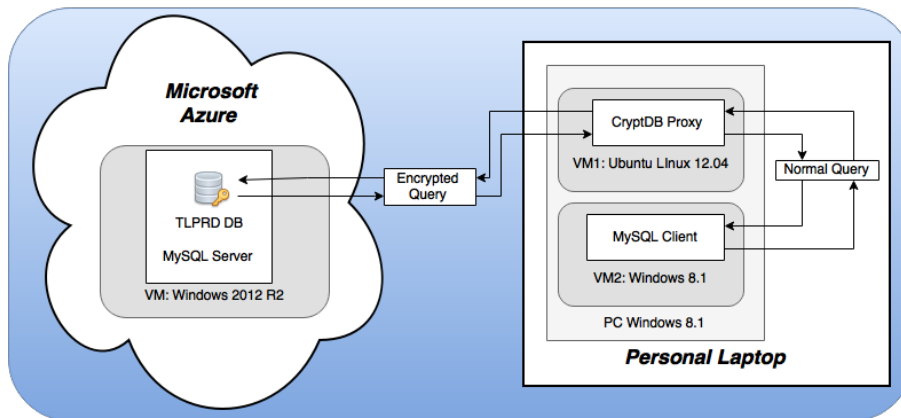 Microsoft
Azure
TLPRD DB
MySQL Server
VM: Windows 2012 R2
Encrypted
Query
CryptDB Proxy
VM1: Ubuntu LInux 12.04
Normal Query
MySQL Client
VM2: Windows 8.1
PC Windows 8.1
Personal Laptop